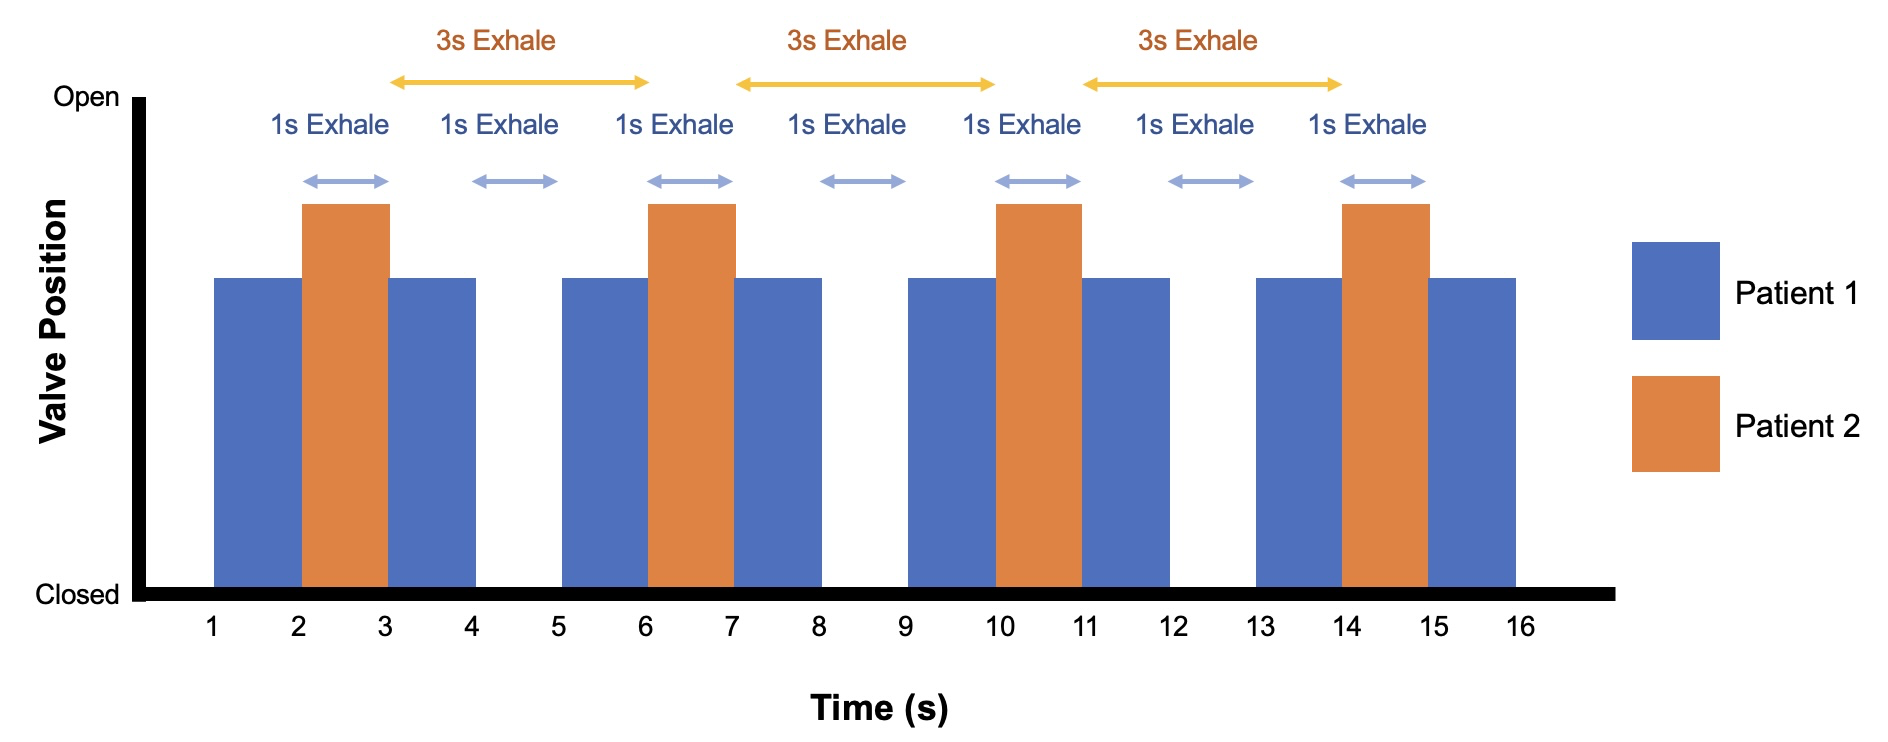 3s Exhale 3s Exhale 3s Exhale
Open
1s Exhale 1s Exhale 1s Exhale 1s Exhale 1s Exhale 1s Exhale 1s Exhale
Valve Position
Patient 1
Patient 2
Closed
1 2 3 4 5 6 7 8 9 10 11 12 13 14 15 16
Time (s)